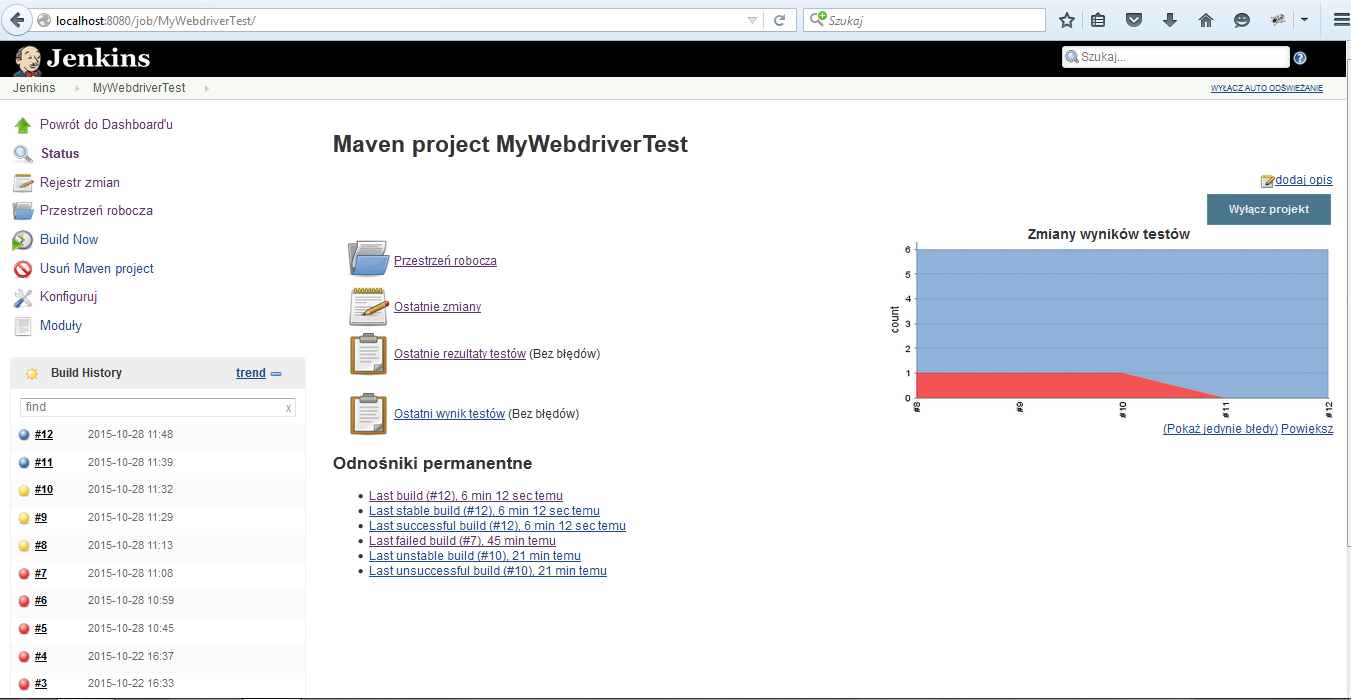 localhost:8080/job/MyWebdriverTest/
Szukaj
Jenkins
Szukaj...
Jenkins
MyWebdriverTest
WYŁĄCZ AUTO ODŚWIEŻANIE
Powrót do Dashboard'u
Status
Rejestr zmian
Przestrzeń robocza
Build Now
Usuń Maven project
Konfiguruj
Moduły
Build History
trend
find
x
#12 2015-10-28 11:48
#11 2015-10-28 11:39
#10 2015-10-28 11:32
#9 2015-10-28 11:29
#8 2015-10-28 11:13
#7 2015-10-28 11:08
#6 2015-10-28 10:59
#5 2015-10-28 10:45
#4 2015-10-22 16:37
#3 2015-10-22 16:33
Maven project MyWebdriverTest
dodaj opis
Wyłącz projekt
Przestrzeń robocza
Ostatnie zmiany
Ostatnie rezultaty testów (Bez błędów)
Ostatni wynik testów (Bez błędów)
Zmiany wyników testów
count
6
5
4
3
2
1
0
#8 #9 #10 #11 #12
(Pokaż jedynie błędy) Powiększ
Odnośniki permanentne
Last build (#12), 6 min 12 sec temu
Last stable build (#12), 6 min 12 sec temu
Last successful build (#12), 6 min 12 sec temu
Last failed build (#7), 45 min temu
Last unstable build (#10), 21 min temu
Last unsuccessful build (#10), 21 min temu